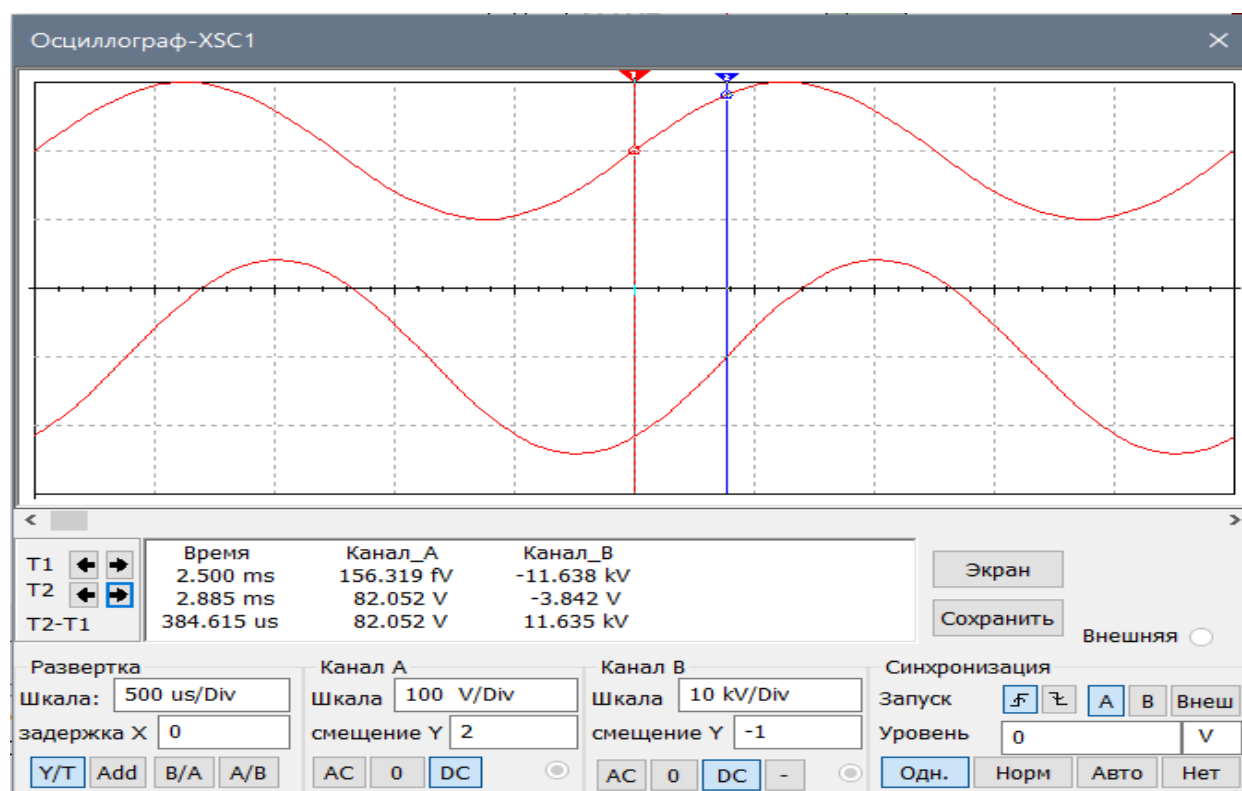 Осциллограф-XSC1
1 2
T1
T2
T2-T1
Время Канал_A Канал_B
2.500 ms 156.319 fV -11.638 kV
2.885 ms 82.052 V -3.842 V
384.615 us 82.052 V 11.635 kV
Экран
Сохранить
Внешняя
Развертка
Шкала: 500 us/Div
задержка X 0
Y/T Add B/A A/B
Канал A
Шкала 100 V/Div
смещение Y 2
AC 0 DC
Канал B
Шкала 10 kV/Div
смещение Y -1
AC 0 DC -
Синхронизация
Запуск A B Внеш
Уровень 0 V
Одн. Норм Авто Нет